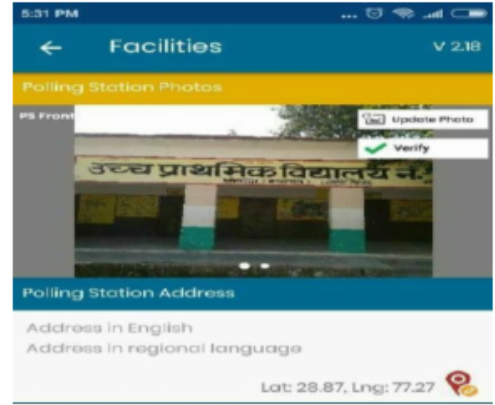 5:31 PM
Facilities
V 2.18
Polling Station Photos
PS Front
Update Photo
Verify
उच्च प्राथमिक विद्यालय नं.
Polling Station Address
Address in English
Address in regional language
Lat: 28.87, Lng: 77.27